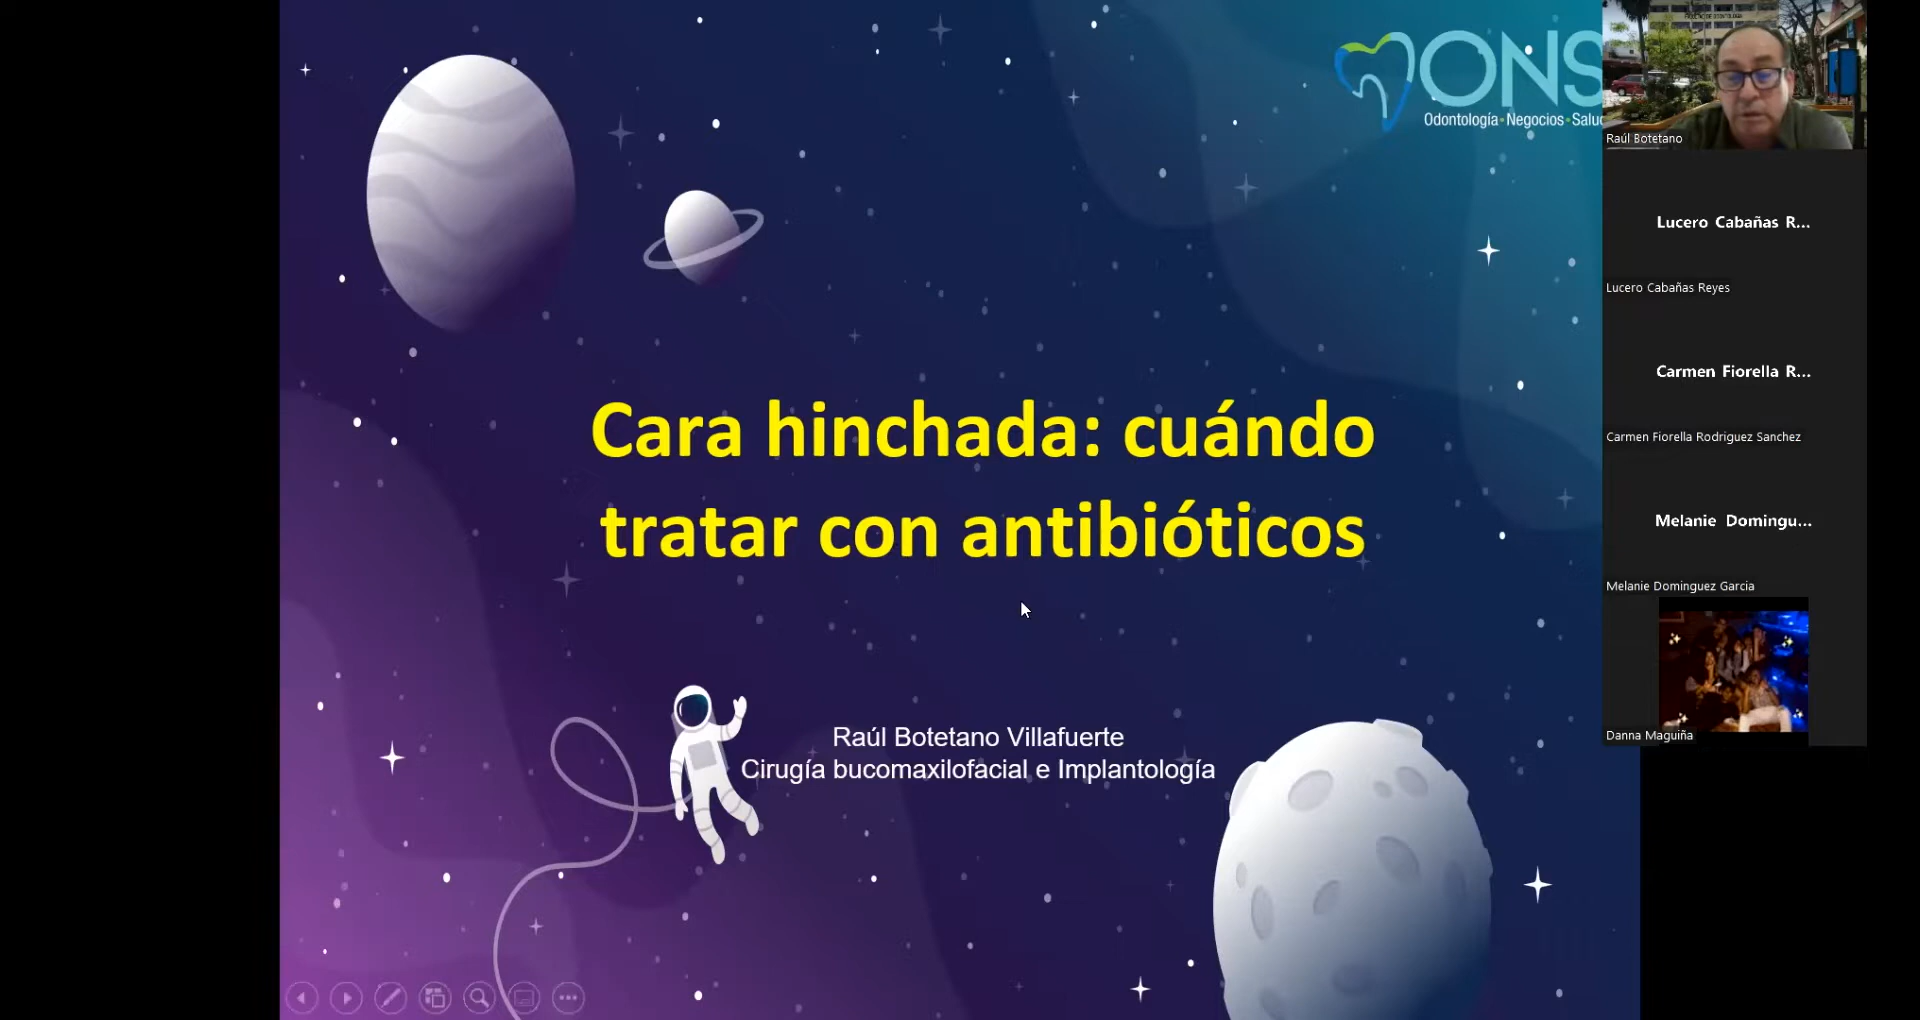 ONS
Odontología•Negocios•Salu
Cara hinchada: cuándo
tratar con antibióticos
Raúl Botetano Villafuerte
Cirugía bucomaxilofacial e Implantología
Raúl Botetano
Lucero Cabañas R...
Lucero Cabañas Reyes
Carmen Fiorella R...
Carmen Fiorella Rodriguez Sanchez
Melanie Domingu...
Melanie Dominguez Garcia
Danna Maguiña